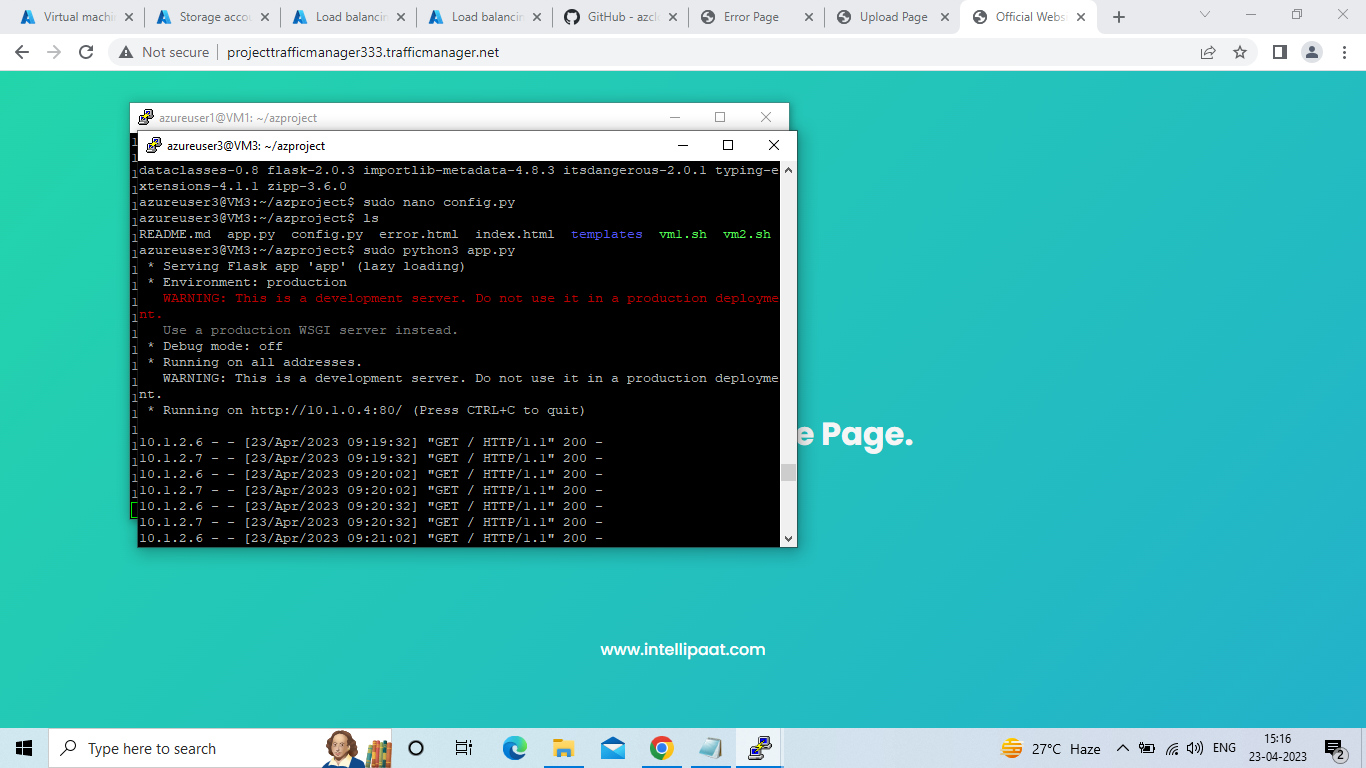 Virtual machi
Storage acco
Load balancin
Load balancin
GitHub - azcl
Error Page
Upload Page
Official Webs
Not secure
projecttrafficmanager333.trafficmanager.net
azureuser1@VM1: ~/azproject
azureuser3@VM3: ~/azproject
dataclasses-0.8 flask-2.0.3 importlib-metadata-4.8.3 itsdangerous-2.0.1 typing-e
xtensions-4.1.1 zipp-3.6.0
azureuser3@VM3:~/azproject$ sudo nano config.py
azureuser3@VM3:~/azproject$ ls
README.md app.py config.py error.html index.html templates vm1.sh vm2.sh
azureuser3@VM3:~/azproject$ sudo python3 app.py
* Serving Flask app 'app' (lazy loading)
* Environment: production
WARNING: This is a development server. Do not use it in a production deployme
nt.
Use a production WSGI server instead.
* Debug mode: off
* Running on all addresses.
WARNING: This is a development server. Do not use it in a production deployme
nt.
* Running on http://10.1.0.4:80/ (Press CTRL+C to quit)
10.1.2.6 - - [23/Apr/2023 09:19:32] "GET / HTTP/1.1" 200 -
10.1.2.7 - - [23/Apr/2023 09:19:32] "GET / HTTP/1.1" 200 -
10.1.2.6 - - [23/Apr/2023 09:20:02] "GET / HTTP/1.1" 200 -
10.1.2.7 - - [23/Apr/2023 09:20:02] "GET / HTTP/1.1" 200 -
10.1.2.6 - - [23/Apr/2023 09:20:32] "GET / HTTP/1.1" 200 -
10.1.2.7 - - [23/Apr/2023 09:20:32] "GET / HTTP/1.1" 200 -
10.1.2.6 - - [23/Apr/2023 09:21:02] "GET / HTTP/1.1" 200 -
e Page.
www.intellipaat.com
Type here to search
27°C Haze
ENG
15:16
23-04-2023
2